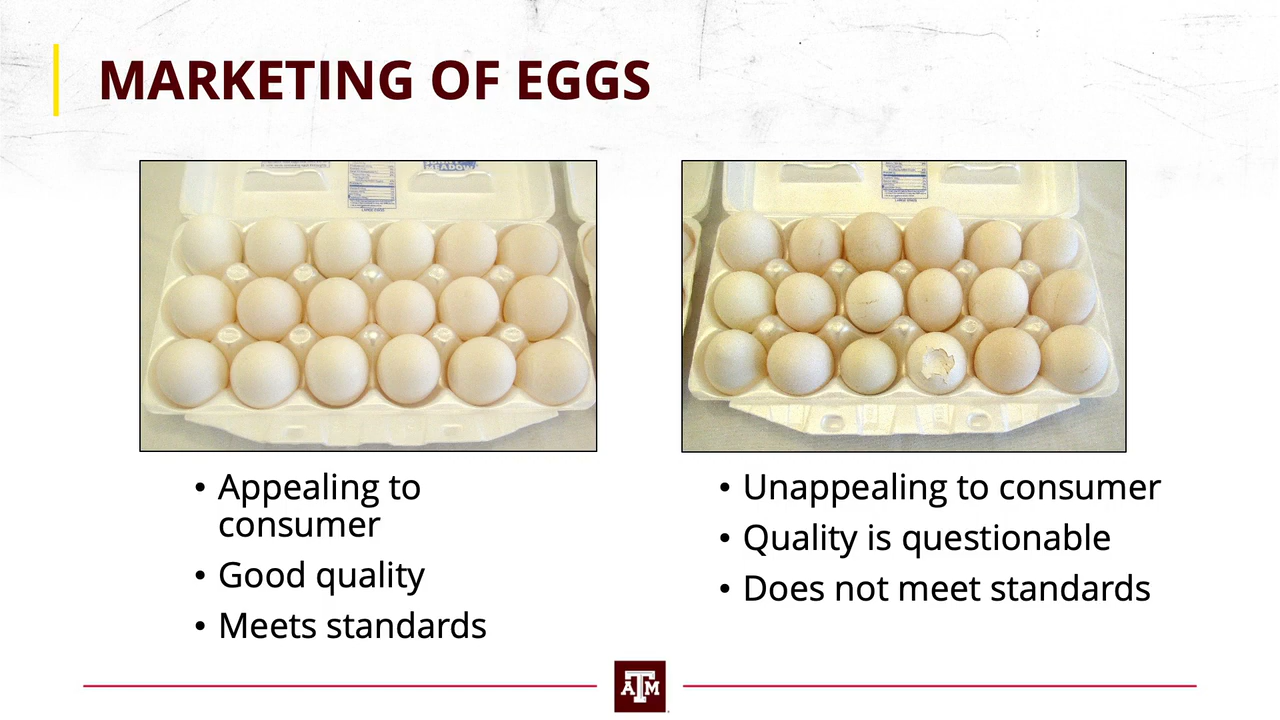 MARKETING OF EGGS
MEADOW
• Appealing to
consumer
• Good quality
• Meets standards
• Unappealing to consumer
• Quality is questionable
• Does not meet standards
ATM